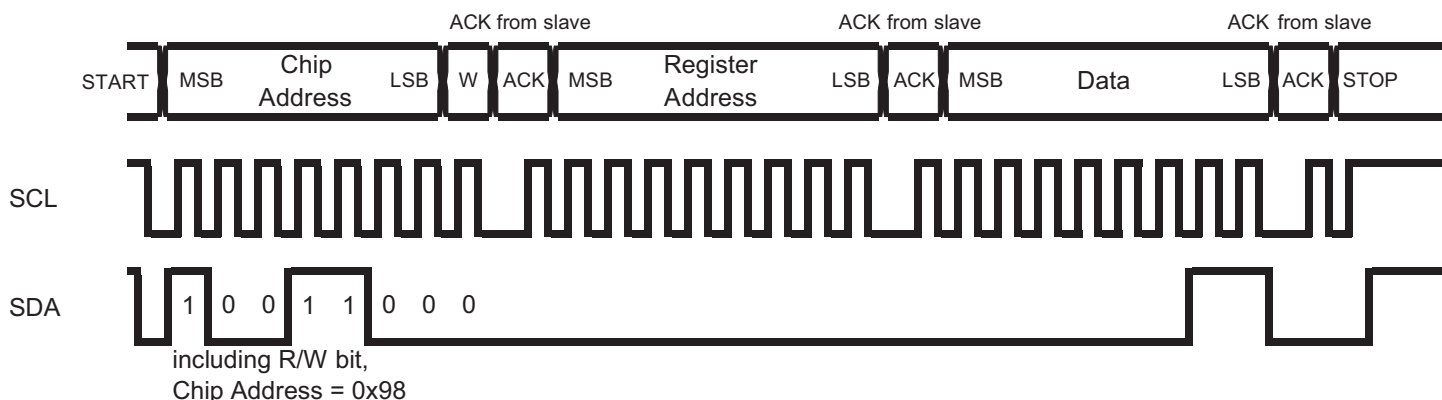 ACK from slave ACK from slave ACK from slave
START MSB Chip Address LSB W ACK MSB Register Address LSB ACK MSB Data LSB ACK STOP
SCL
SDA 1 0 0 1 1 0 0 0
including R/W bit,
Chip Address = 0x98